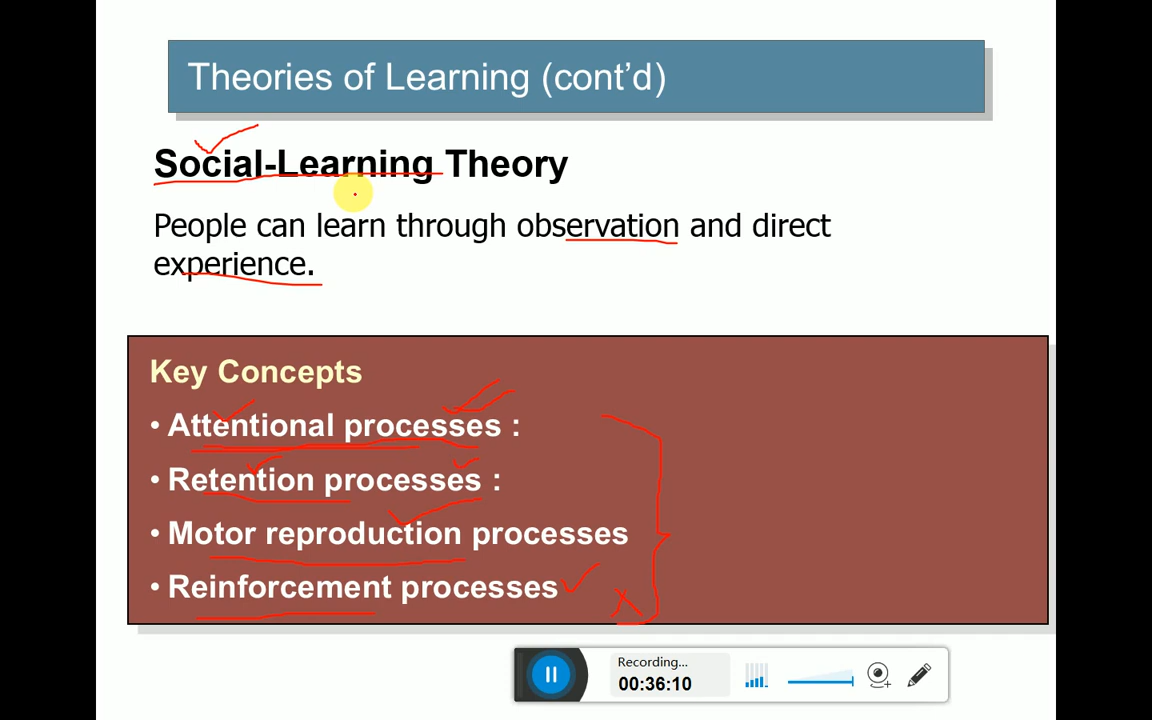 Theories of Learning (cont’d)
Social-Learning Theory
People can learn through observation and direct
experience.
Key Concepts
• Attentional processes :
• Retention processes :
• Motor reproduction processes
• Reinforcement processes
Recording...
00:36:10